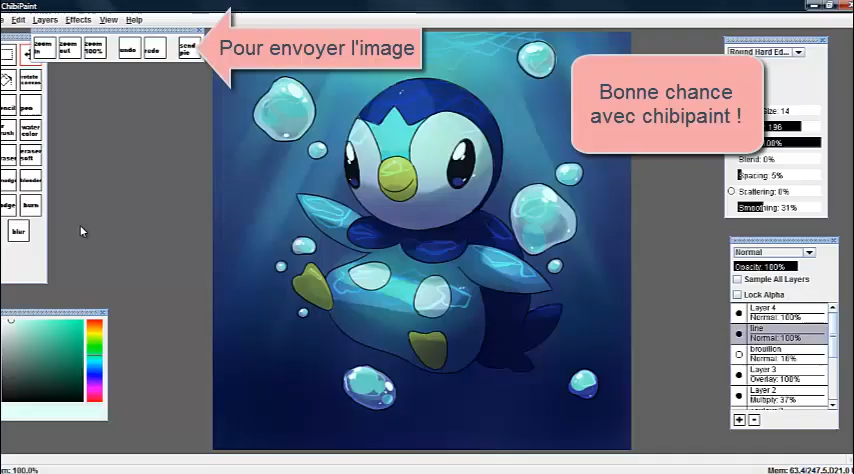 ChibiPaint
Edit Layers Effects View Help
zoom in
zoom out
zoom 100%
undo
redo
send pie
Pour envoyer l'image
Bonne chance
avec chibipaint !
rotate canvas
pen
water color
soft
blender
burn
blur
Round Hard Ed...
Size: 14
196
100%
Blend: 0%
Spacing: 5%
Scattering: 0%
Smoothing: 31%
Normal
Opacity: 100%
Sample All Layers
Lock Alpha
Layer 4
Normal: 100%
line
Normal: 100%
brouillon
Normal: 18%
Layer 3
Overlay: 100%
Layer 2
Multiply: 37%
om: 100.0%
Mem: 63.4/247.5,021.0